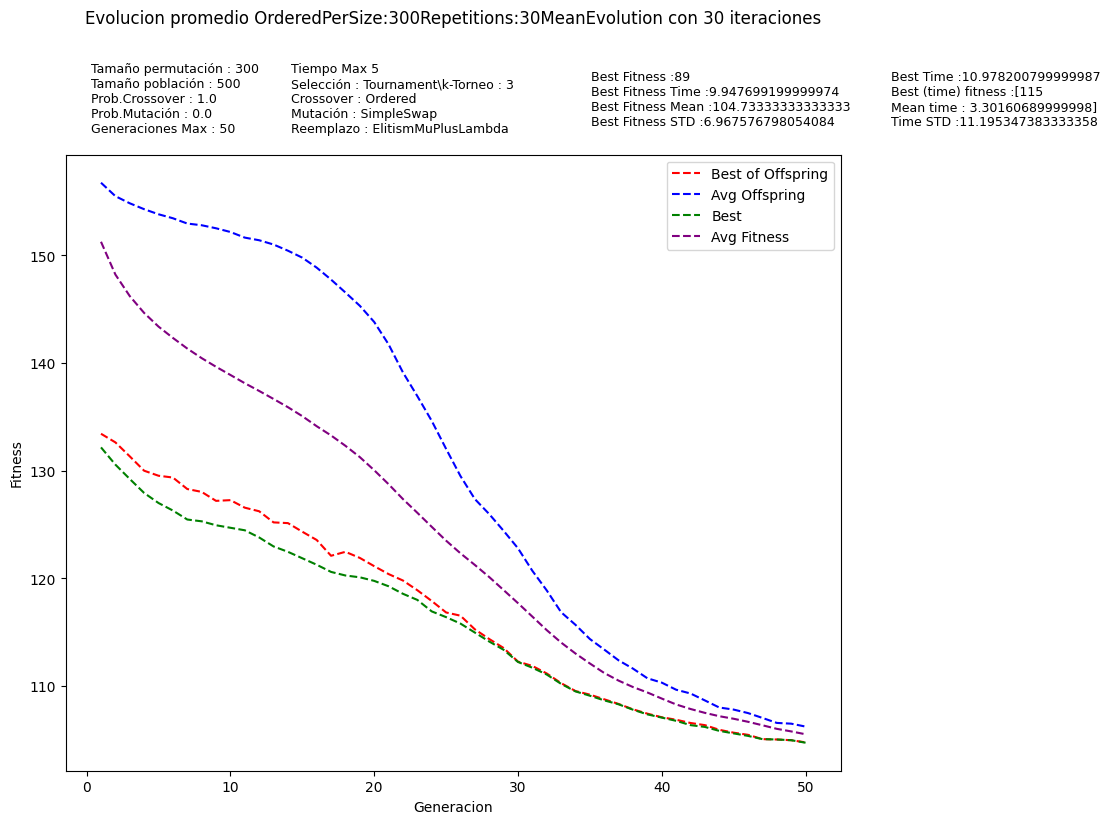 Evolucion promedio OrderedPerSize:300Repetitions:30MeanEvolution con 30 iteraciones
Tamaño permutación : 300
Tamaño población : 500
Prob.Crossover : 1.0
Prob.Mutación : 0.0
Generaciones Max : 50
Tiempo Max 5
Selección : Tournament\k-Torneo : 3
Crossover : Ordered
Mutación : SimpleSwap
Reemplazo : ElitismMuPlusLambda
Best Fitness :89
Best Fitness Time :9.947699199999974
Best Fitness Mean :104.73333333333333
Best Fitness STD :6.967576798054084
Best Time :10.978200799999987
Best (time) fitness :[115
Mean time : 3.30160689999998]
Time STD :11.195347383333358
Best of Offspring
Avg Offspring
Best
Avg Fitness
150
140
130
120
110
Fitness
0 10 20 30 40 50
Generacion